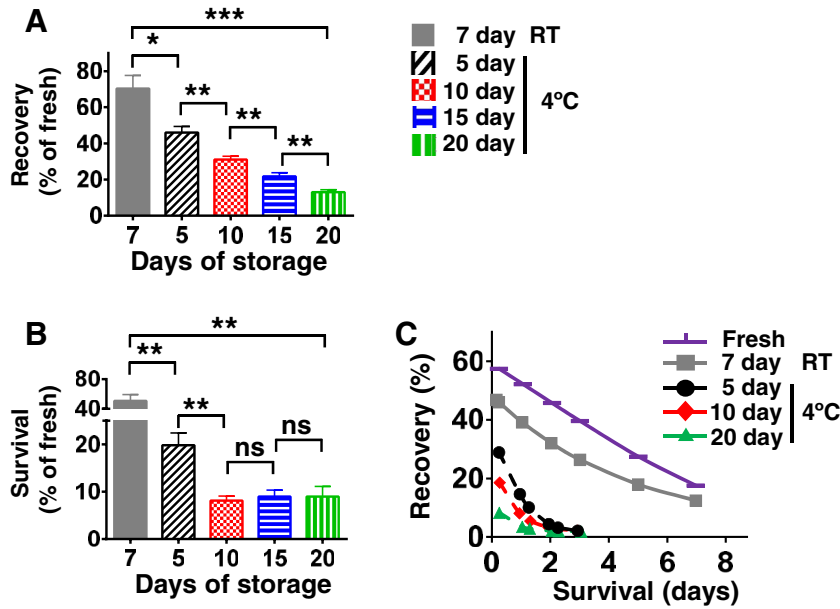 A
Recovery
(% of fresh)
80
60
40
20
0
***
*
**
**
**
7 5 10 15 20
Days of storage
7 day RT
5 day
10 day
15 day
20 day
4ºC
B
Survival
(% of fresh)
80
40
20
10
0
**
**
**
ns
ns
7 5 10 15 20
Days of storage
C
Recovery (%)
60
40
20
0
0 2 4 6 8
Survival (days)
Fresh
7 day RT
5 day
10 day
20 day
4ºC